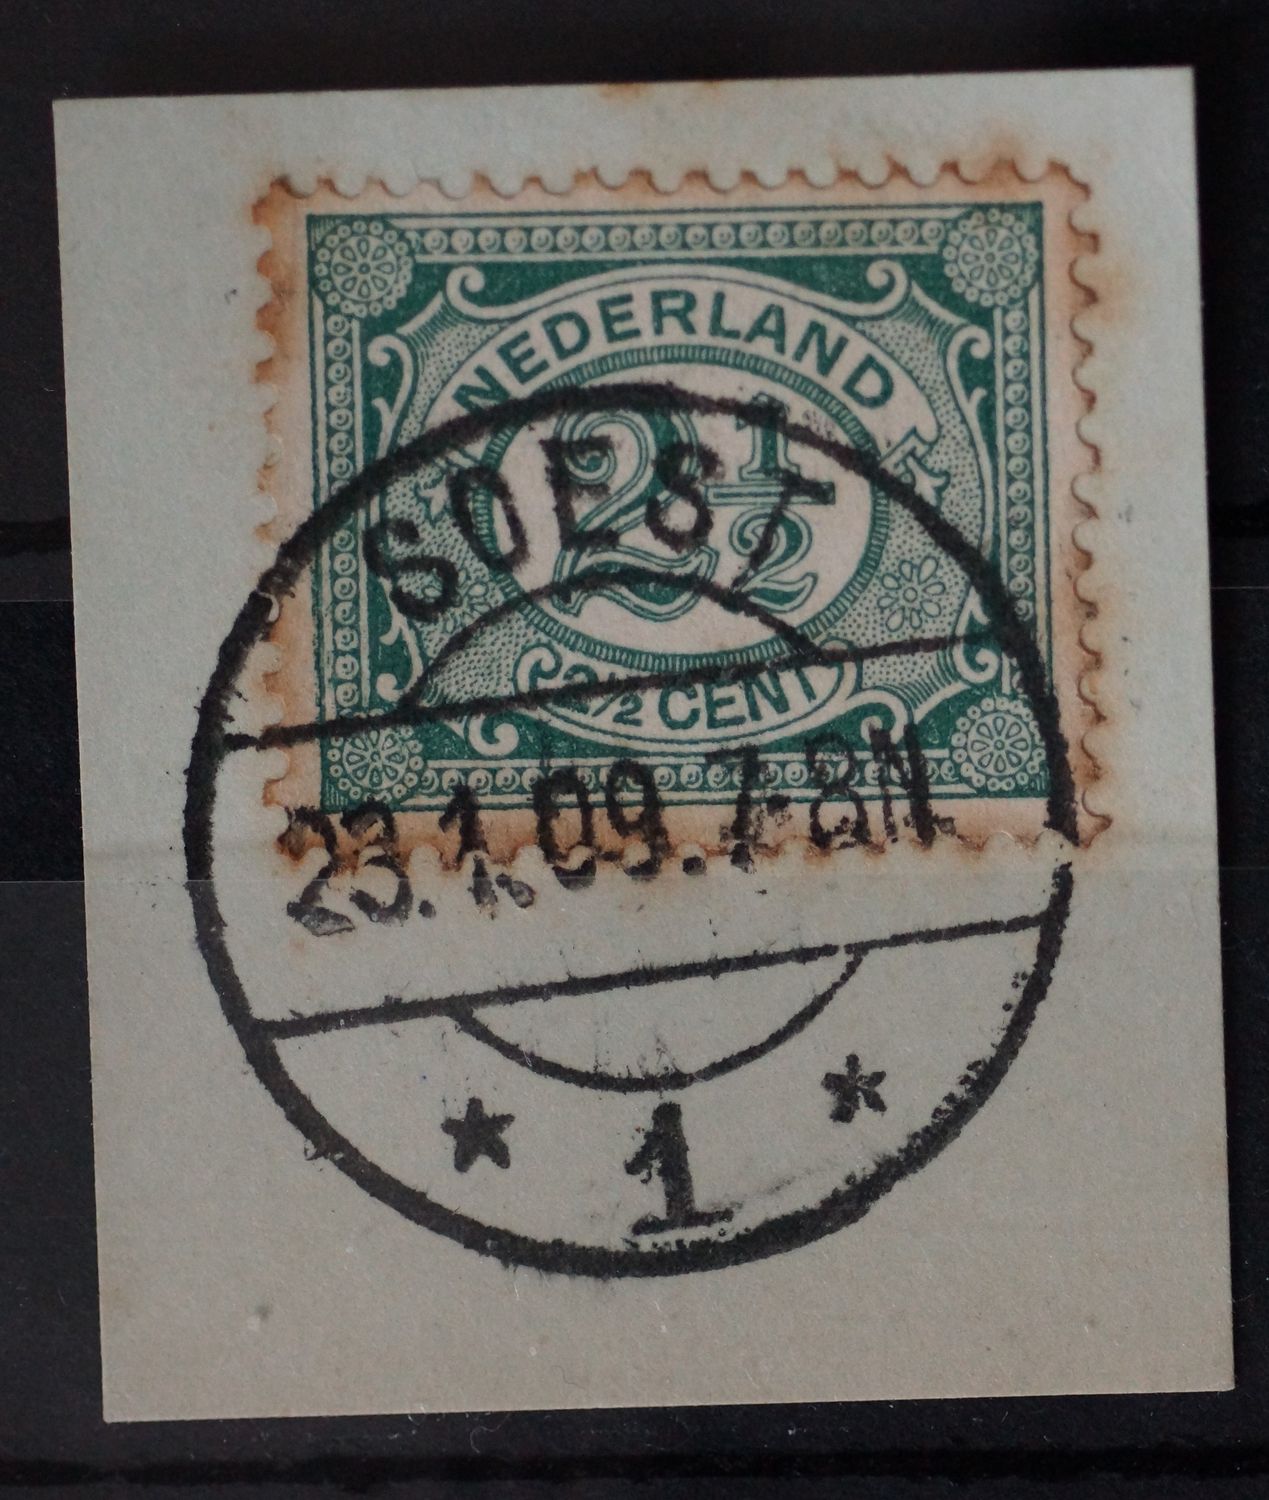 NEDERLAND
2½
2½ CENT
SOEST
23.1.09.7-8N.
1